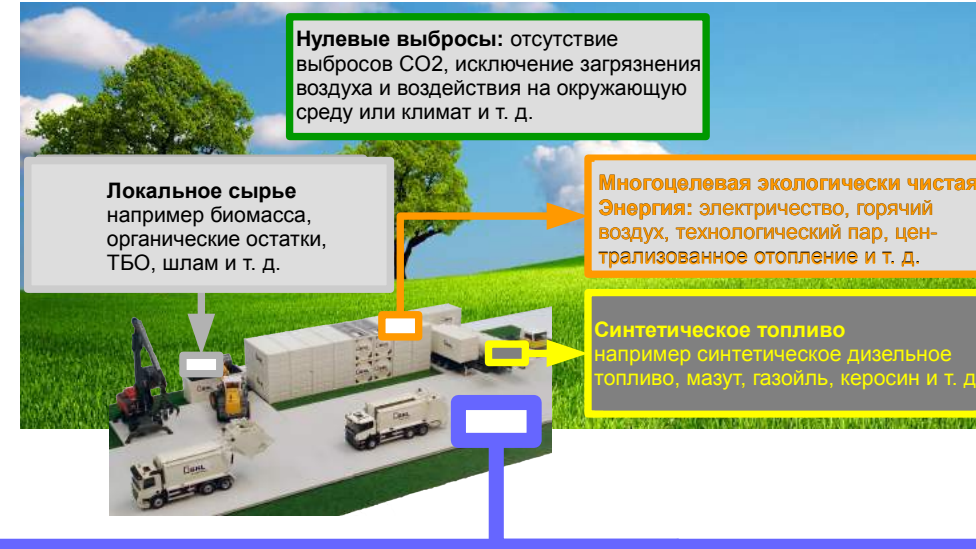 Нулевые выбросы: отсутствие
выбросов CO2, исключение загрязнения
воздуха и воздействия на окружающую
среду или климат и т. д.
Локальное сырье
например биомасса,
органические остатки,
ТБО, шлам и т. д.
Многоцелевая экологически чистая
Энергия: электричество, горячий
воздух, технологический пар, цен-
трализованное отопление и т. д.
Синтетическое топливо
например синтетическое дизельное
топливо, мазут, газойль, керосин и т. д